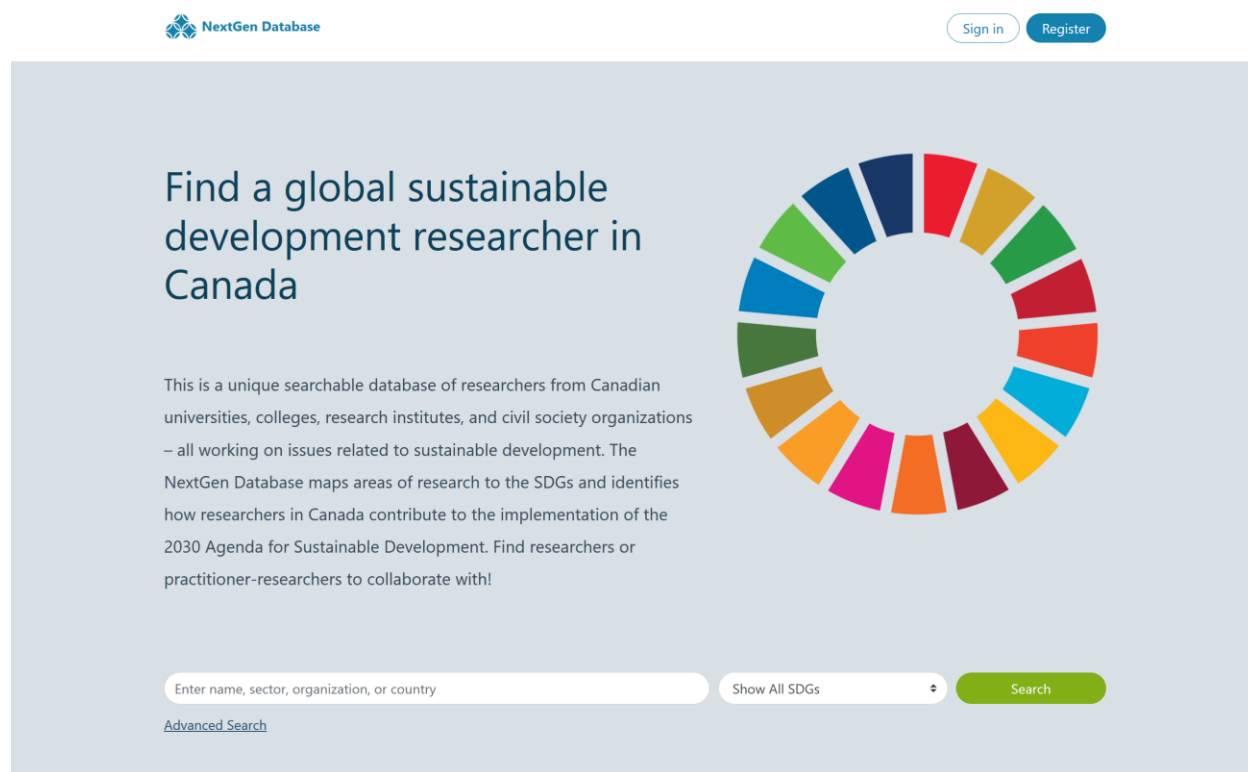 NextGen Database
Sign in
Register
Find a global sustainable
development researcher in
Canada
This is a unique searchable database of researchers from Canadian
universities, colleges, research institutes, and civil society organizations
– all working on issues related to sustainable development. The
NextGen Database maps areas of research to the SDGs and identifies
how researchers in Canada contribute to the implementation of the
2030 Agenda for Sustainable Development. Find researchers or
practitioner-researchers to collaborate with!
Enter name, sector, organization, or country
Show All SDGs
Search
Advanced Search